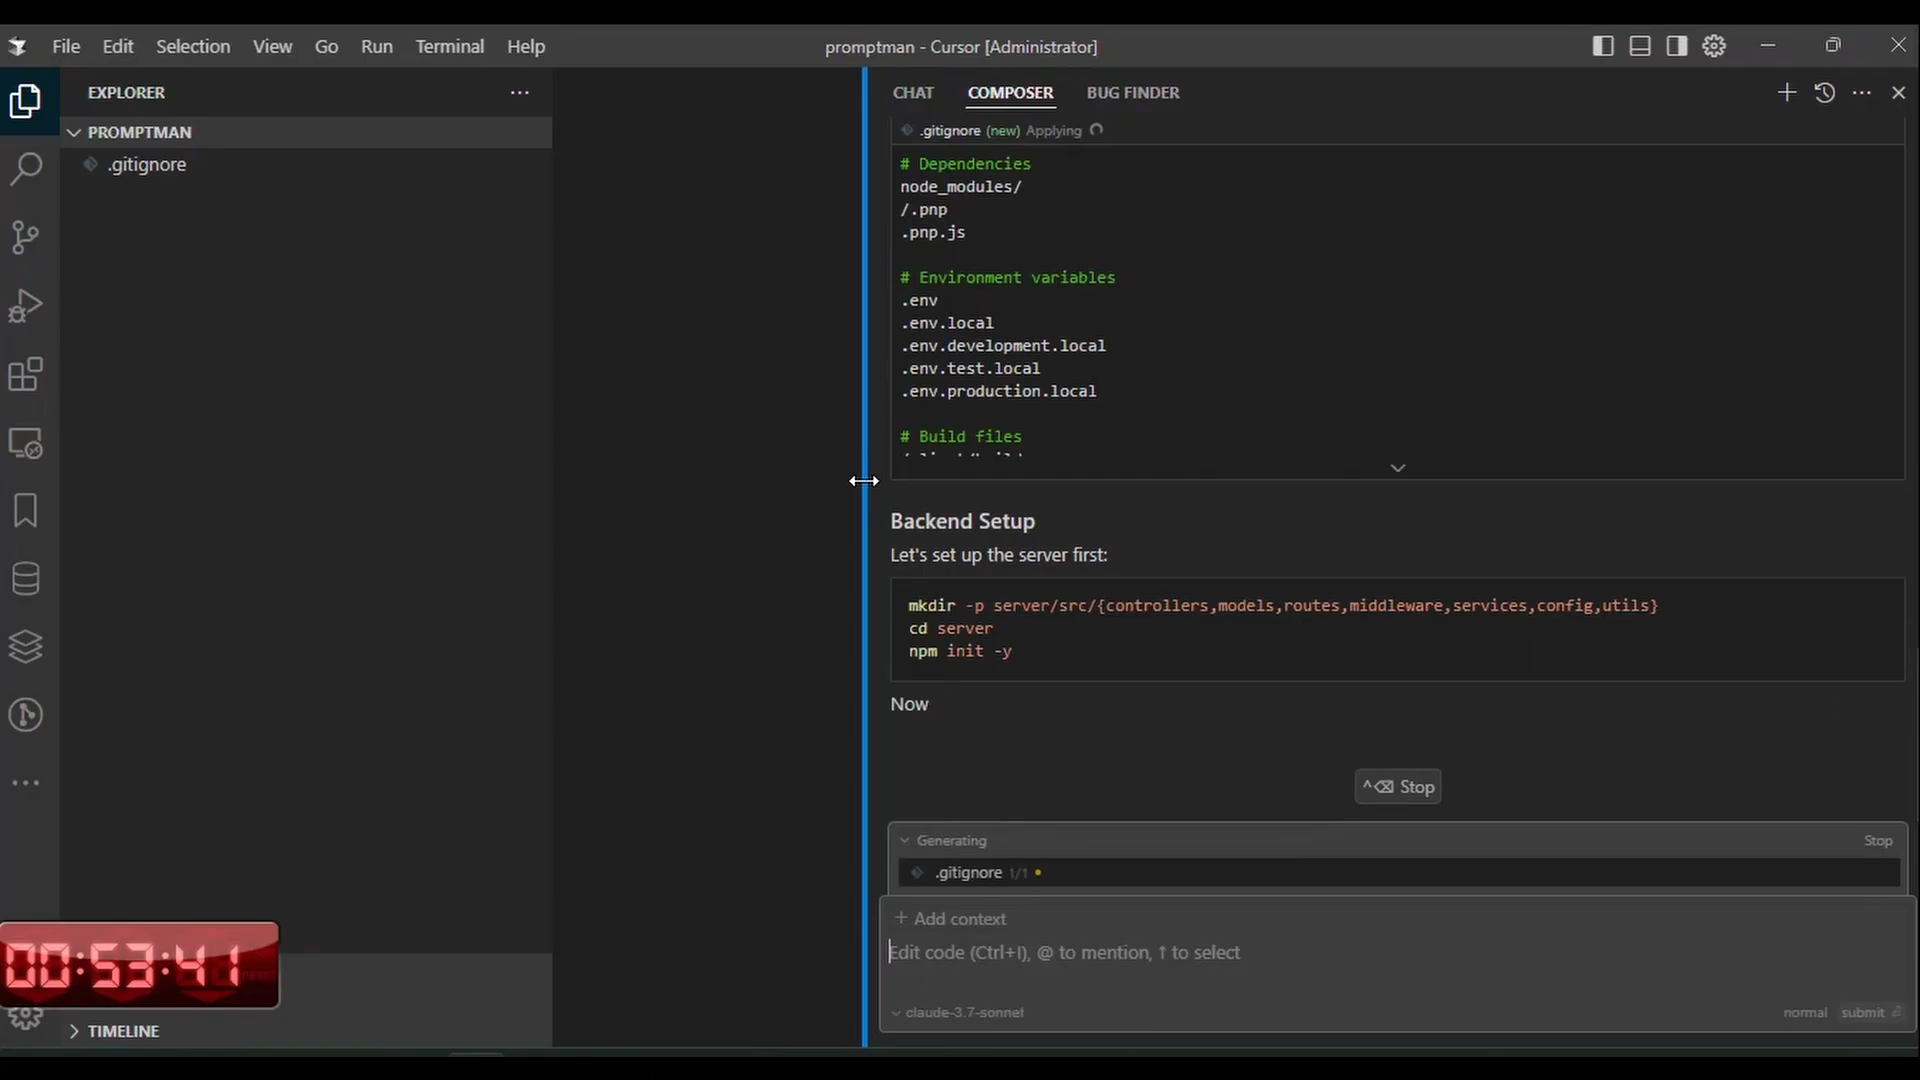 File Edit Selection View Go Run Terminal Help
promptman - Cursor [Administrator]
EXPLORER
PROMPTMAN
.gitignore
CHAT COMPOSER BUG FINDER
.gitignore (new) Applying
# Dependencies
node_modules/
/.pnp
.pnp.js
# Environment variables
.env
.env.local
.env.development.local
.env.test.local
.env.production.local
# Build files
Backend Setup
Let's set up the server first:
mkdir -p server/src/{controllers,models,routes,middleware,services,config,utils}
cd server
npm init -y
Now
^⌫ Stop
Generating Stop
.gitignore 1/1
+ Add context
Edit code (Ctrl+I), @ to mention, ↑ to select
claude-3.7-sonnet normal submit
00:53:41
TIMELINE